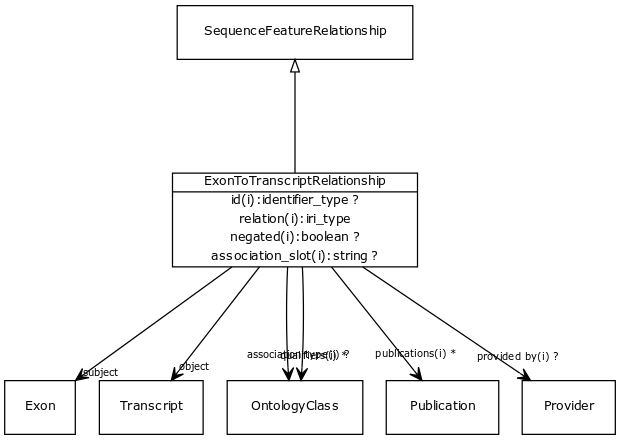 SequenceFeatureRelationship
ExonToTranscriptRelationship
id(i):identifier_type ?
relation(i):iri_type
negated(i):boolean ?
association_slot(i):string ?
subject
object
association type(i) ?
qualifiers(i) *
publications(i) *
provided by(i) ?
Exon
Transcript
OntologyClass
Publication
Provider